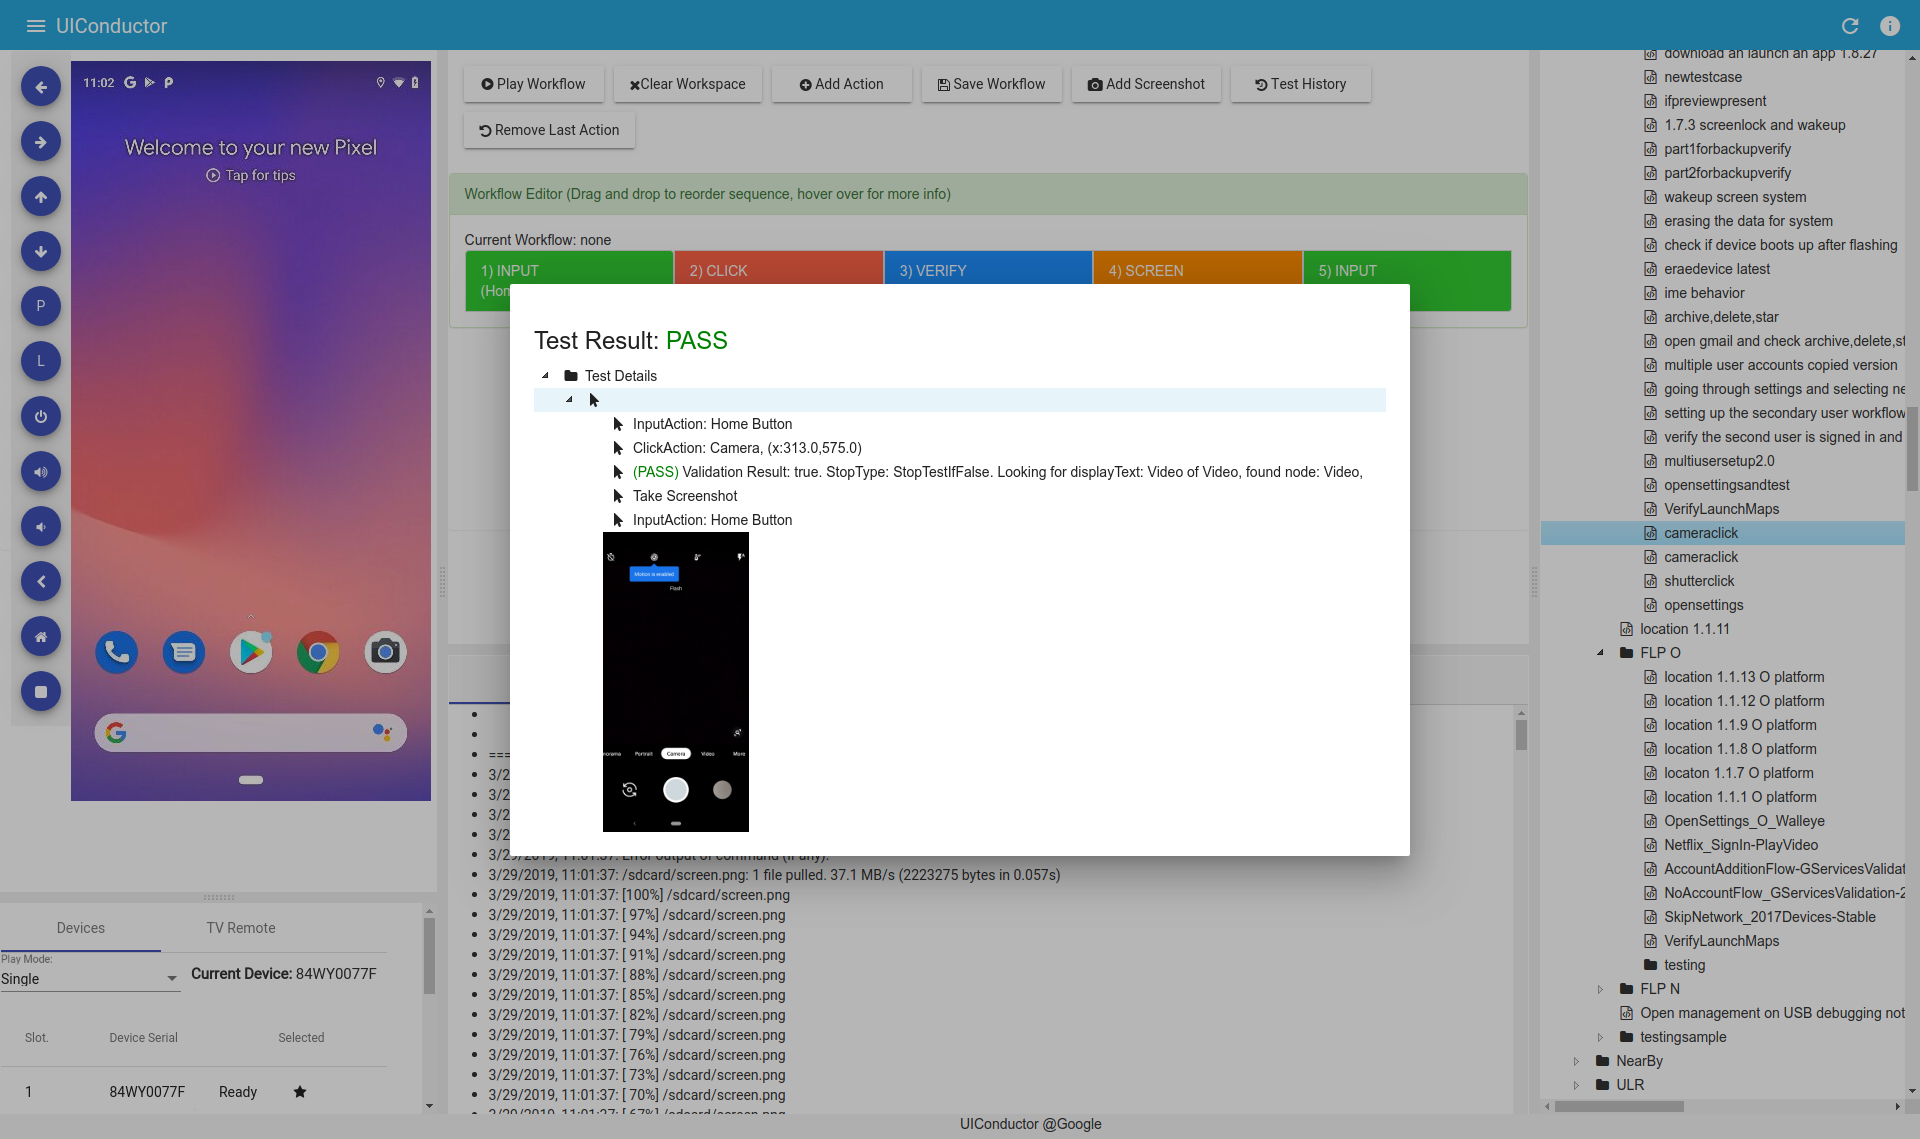 UIConductor
11:02
Welcome to your new Pixel
Tap for tips
P
L
Play Workflow
Clear Workspace
Add Action
Save Workflow
Add Screenshot
Test History
Remove Last Action
Workflow Editor (Drag and drop to reorder sequence, hover over for more info)
Current Workflow: none
1) INPUT
2) CLICK
3) VERIFY
4) SCREEN
5) INPUT
Test Result: PASS
Test Details
InputAction: Home Button
ClickAction: Camera, (x:313.0,575.0)
(PASS) Validation Result: true. StopType: StopTestIfFalse. Looking for displayText: Video of Video, found node: Video,
Take Screenshot
InputAction: Home Button
Motion is enabled
Flash
Portrait
Camera
Video
More
3/29/2019, 11:01:37: Error output of command (if any):
3/29/2019, 11:01:37: /sdcard/screen.png: 1 file pulled. 37.1 MB/s (2223275 bytes in 0.057s)
3/29/2019, 11:01:37: [100%] /sdcard/screen.png
3/29/2019, 11:01:37: [ 97%] /sdcard/screen.png
3/29/2019, 11:01:37: [ 94%] /sdcard/screen.png
3/29/2019, 11:01:37: [ 91%] /sdcard/screen.png
3/29/2019, 11:01:37: [ 88%] /sdcard/screen.png
3/29/2019, 11:01:37: [ 85%] /sdcard/screen.png
3/29/2019, 11:01:37: [ 82%] /sdcard/screen.png
3/29/2019, 11:01:37: [ 79%] /sdcard/screen.png
3/29/2019, 11:01:37: [ 76%] /sdcard/screen.png
3/29/2019, 11:01:37: [ 73%] /sdcard/screen.png
3/29/2019, 11:01:37: [ 70%] /sdcard/screen.png
3/29/2019, 11:01:37: [ 67%] /sdcard/screen.png
Devices
TV Remote
Play Mode:
Single
Current Device: 84WY0077F
Slot.
Device Serial
Selected
1
84WY0077F
Ready
download an launch an app 1.8.27
newtestcase
ifpreviewpresent
1.7.3 screenlock and wakeup
part1forbackupverify
part2forbackupverify
wakeup screen system
erasing the data for system
check if device boots up after flashing
eraedevice latest
ime behavior
archive,delete,star
open gmail and check archive,delete,st
multiple user accounts copied version
going through settings and selecting ne
setting up the secondary user workflow
verify the second user is signed in and
multiusersetup2.0
opensettingsandtest
VerifyLaunchMaps
cameraclick
cameraclick
shutterclick
opensettings
location 1.1.11
FLP O
location 1.1.13 O platform
location 1.1.12 O platform
location 1.1.9 O platform
location 1.1.8 O platform
locaton 1.1.7 O platform
location 1.1.1 O platform
OpenSettings_O_Walleye
Netflix_SignIn-PlayVideo
AccountAdditionFlow-GServicesValidat
NoAccountFlow_GServicesValidation-2
SkipNetwork_2017Devices-Stable
VerifyLaunchMaps
testing
FLP N
Open management on USB debugging not
testingsample
NearBy
ULR
UIConductor @Google